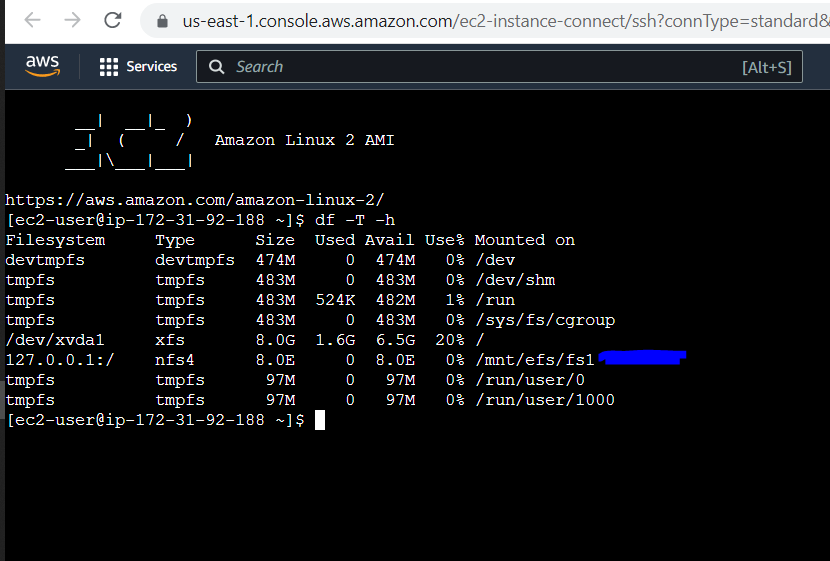 us-east-1.console.aws.amazon.com/ec2-instance-connect/ssh?connType=standard&
aws Services Search [Alt+S]
       __|  __|_  )
       _|  (     /   Amazon Linux 2 AMI
      ___|\___|___|
https://aws.amazon.com/amazon-linux-2/
[ec2-user@ip-172-31-92-188 ~]$ df -T -h
Filesystem     Type      Size  Used Avail Use% Mounted on
devtmpfs       devtmpfs  474M     0  474M   0% /dev
tmpfs          tmpfs     483M     0  483M   0% /dev/shm
tmpfs          tmpfs     483M  524K  482M   1% /run
tmpfs          tmpfs     483M     0  483M   0% /sys/fs/cgroup
/dev/xvda1     xfs       8.0G  1.6G  6.5G  20% /
127.0.0.1:/    nfs4      8.0E     0  8.0E   0% /mnt/efs/fs1
tmpfs          tmpfs      97M     0   97M   0% /run/user/0
tmpfs          tmpfs      97M     0   97M   0% /run/user/1000
[ec2-user@ip-172-31-92-188 ~]$